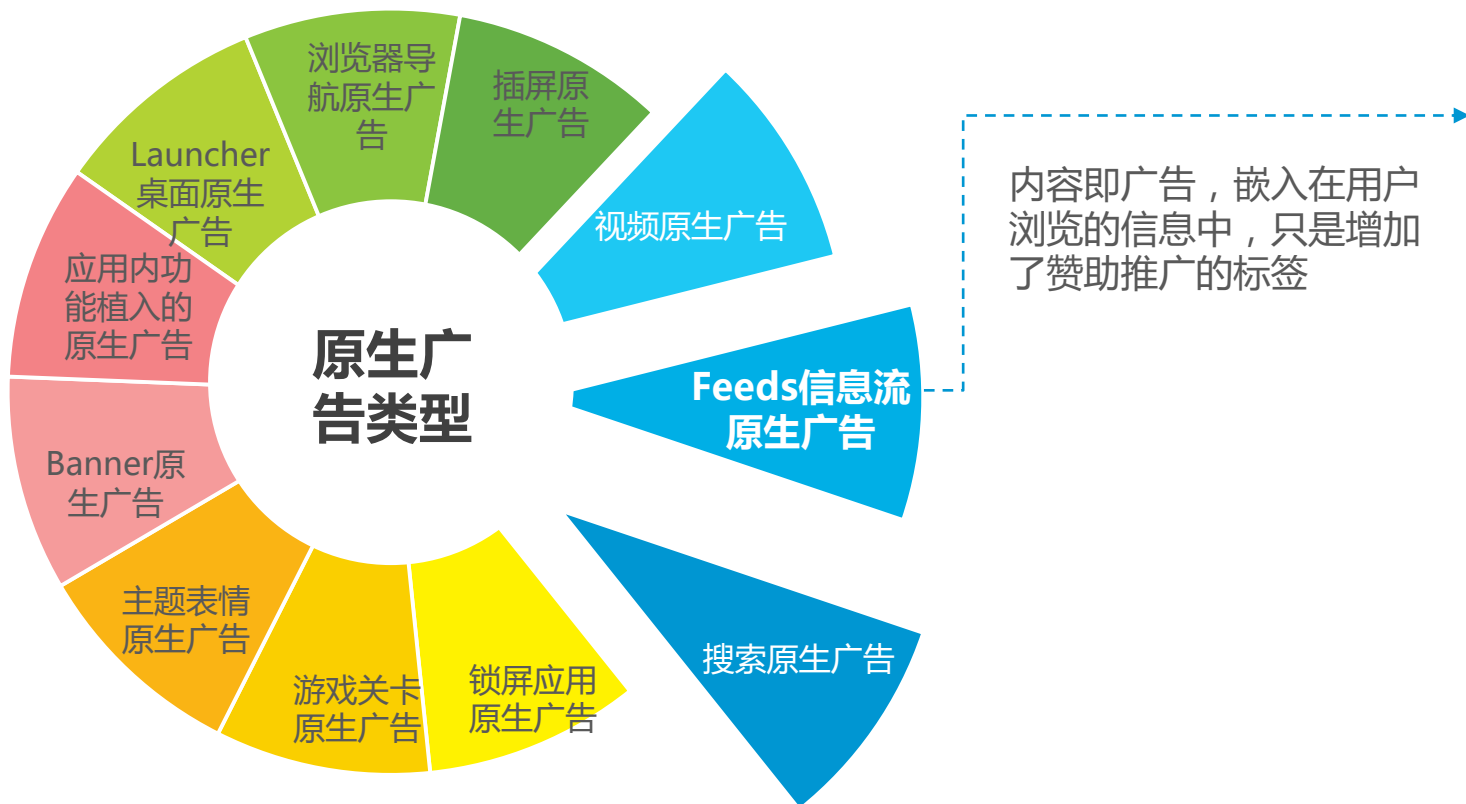 浏览器导
航原生广
告
插屏原
生广告
视频原生广告
Feeds信息流
原生广告
搜索原生广告
锁屏应用
原生广告
游戏关卡
原生广告
主题表情
原生广告
Banner原
生广告
应用内功
能植入的
原生广告
Launcher
桌面原生
广告
原生广
告类型
内容即广告，嵌入在用户
浏览的信息中，只是增加
了赞助推广的标签